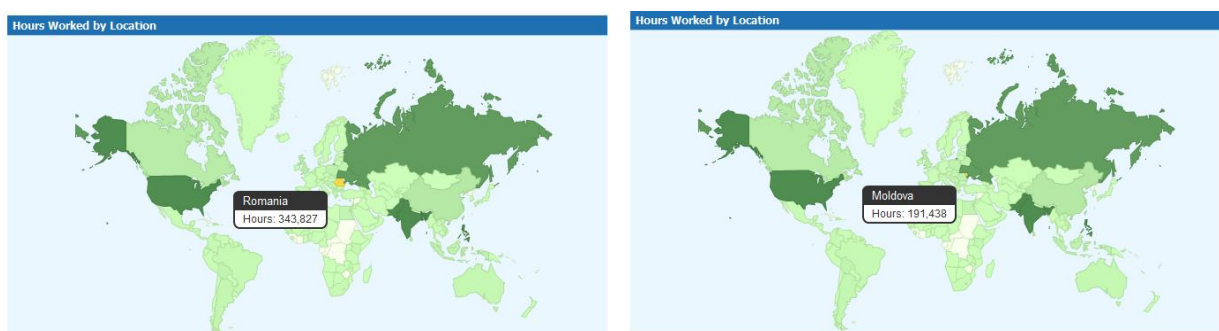 Hours Worked by Location
Romania
Hours: 343,827
Hours Worked by Location
Moldova
Hours: 191,438